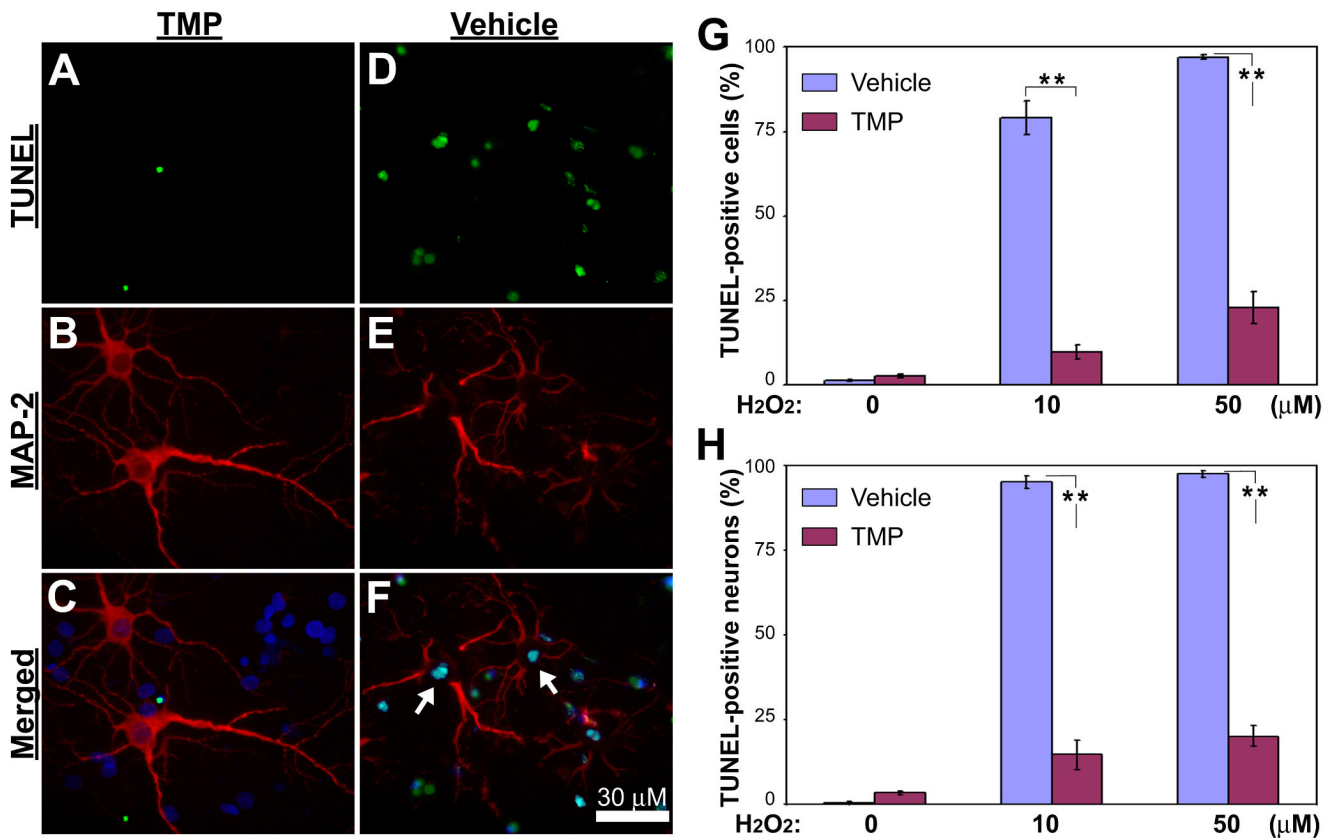 TMP
Vehicle
TUNEL
A
D
MAP-2
B
E
Merged
C
F
30 μM
G
TUNEL-positive cells (%)
100
75
50
25
0
Vehicle
TMP
**
**
H2O2:
0
10
50
(μM)
H
TUNEL-positive neurons (%)
100
75
50
25
0
Vehicle
TMP
**
**
H2O2:
0
10
50
(μM)